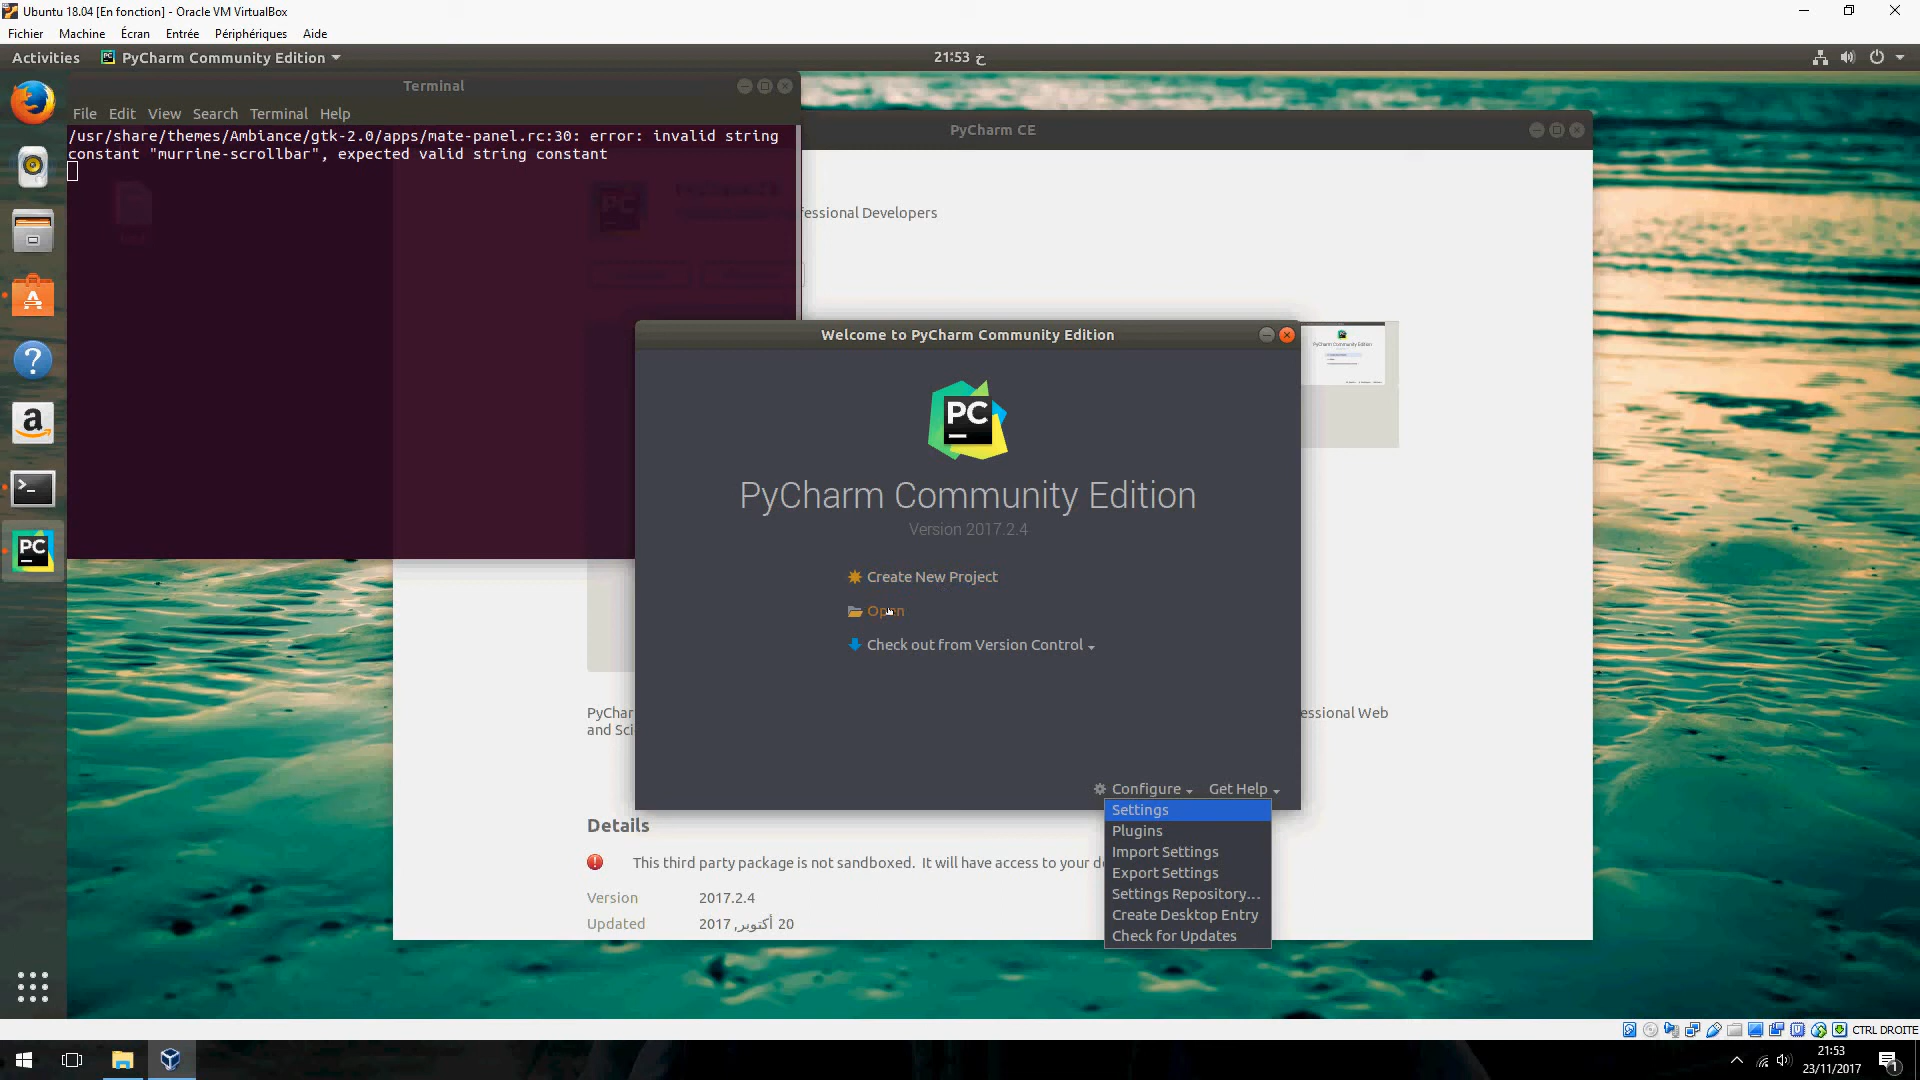 Ubuntu 18.04 [En fonction] - Oracle VM VirtualBox
Fichier Machine Écran Entrée Périphériques Aide
Activities PyCharm Community Edition
21:53 خ
Terminal
File Edit View Search Terminal Help
/usr/share/themes/Ambiance/gtk-2.0/apps/mate-panel.rc:30: error: invalid string
constant "murrine-scrollbar", expected valid string constant
PyCharm CE
fessional Developers
Welcome to PyCharm Community Edition
PC
PyCharm Community Edition
Version 2017.2.4
Create New Project
Open
Check out from Version Control
PyChar
essional Web
and Sci
Configure Get Help
Settings
Plugins
Import Settings
Export Settings
Settings Repository...
Create Desktop Entry
Check for Updates
Details
This third party package is not sandboxed. It will have access to your d
Version 2017.2.4
Updated 20 أكتوبر, 2017
CTRL DROITE
21:53
23/11/2017
1